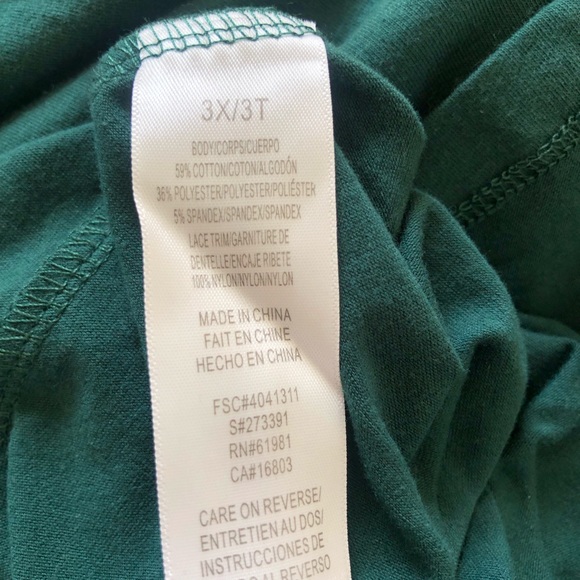 3X/3T
BODY/CORPS/CUERPO
59% COTTON/COTON/ALGODÓN
36% POLYESTER/POLYESTER/POLIÉSTER
5% SPANDEX/SPANDEX/SPANDEX
LACE TRIM/GARNITURE DE
DENTELLE/ENCAJE RIBETE
100% NYLON/NYLON/NYLON
MADE IN CHINA
FAIT EN CHINE
HECHO EN CHINA
FSC#4041311
S#273391
RN#61981
CA#16803
CARE ON REVERSE/
ENTRETIEN AU DOS/
INSTRUCCIONES DE
AL REVERSO